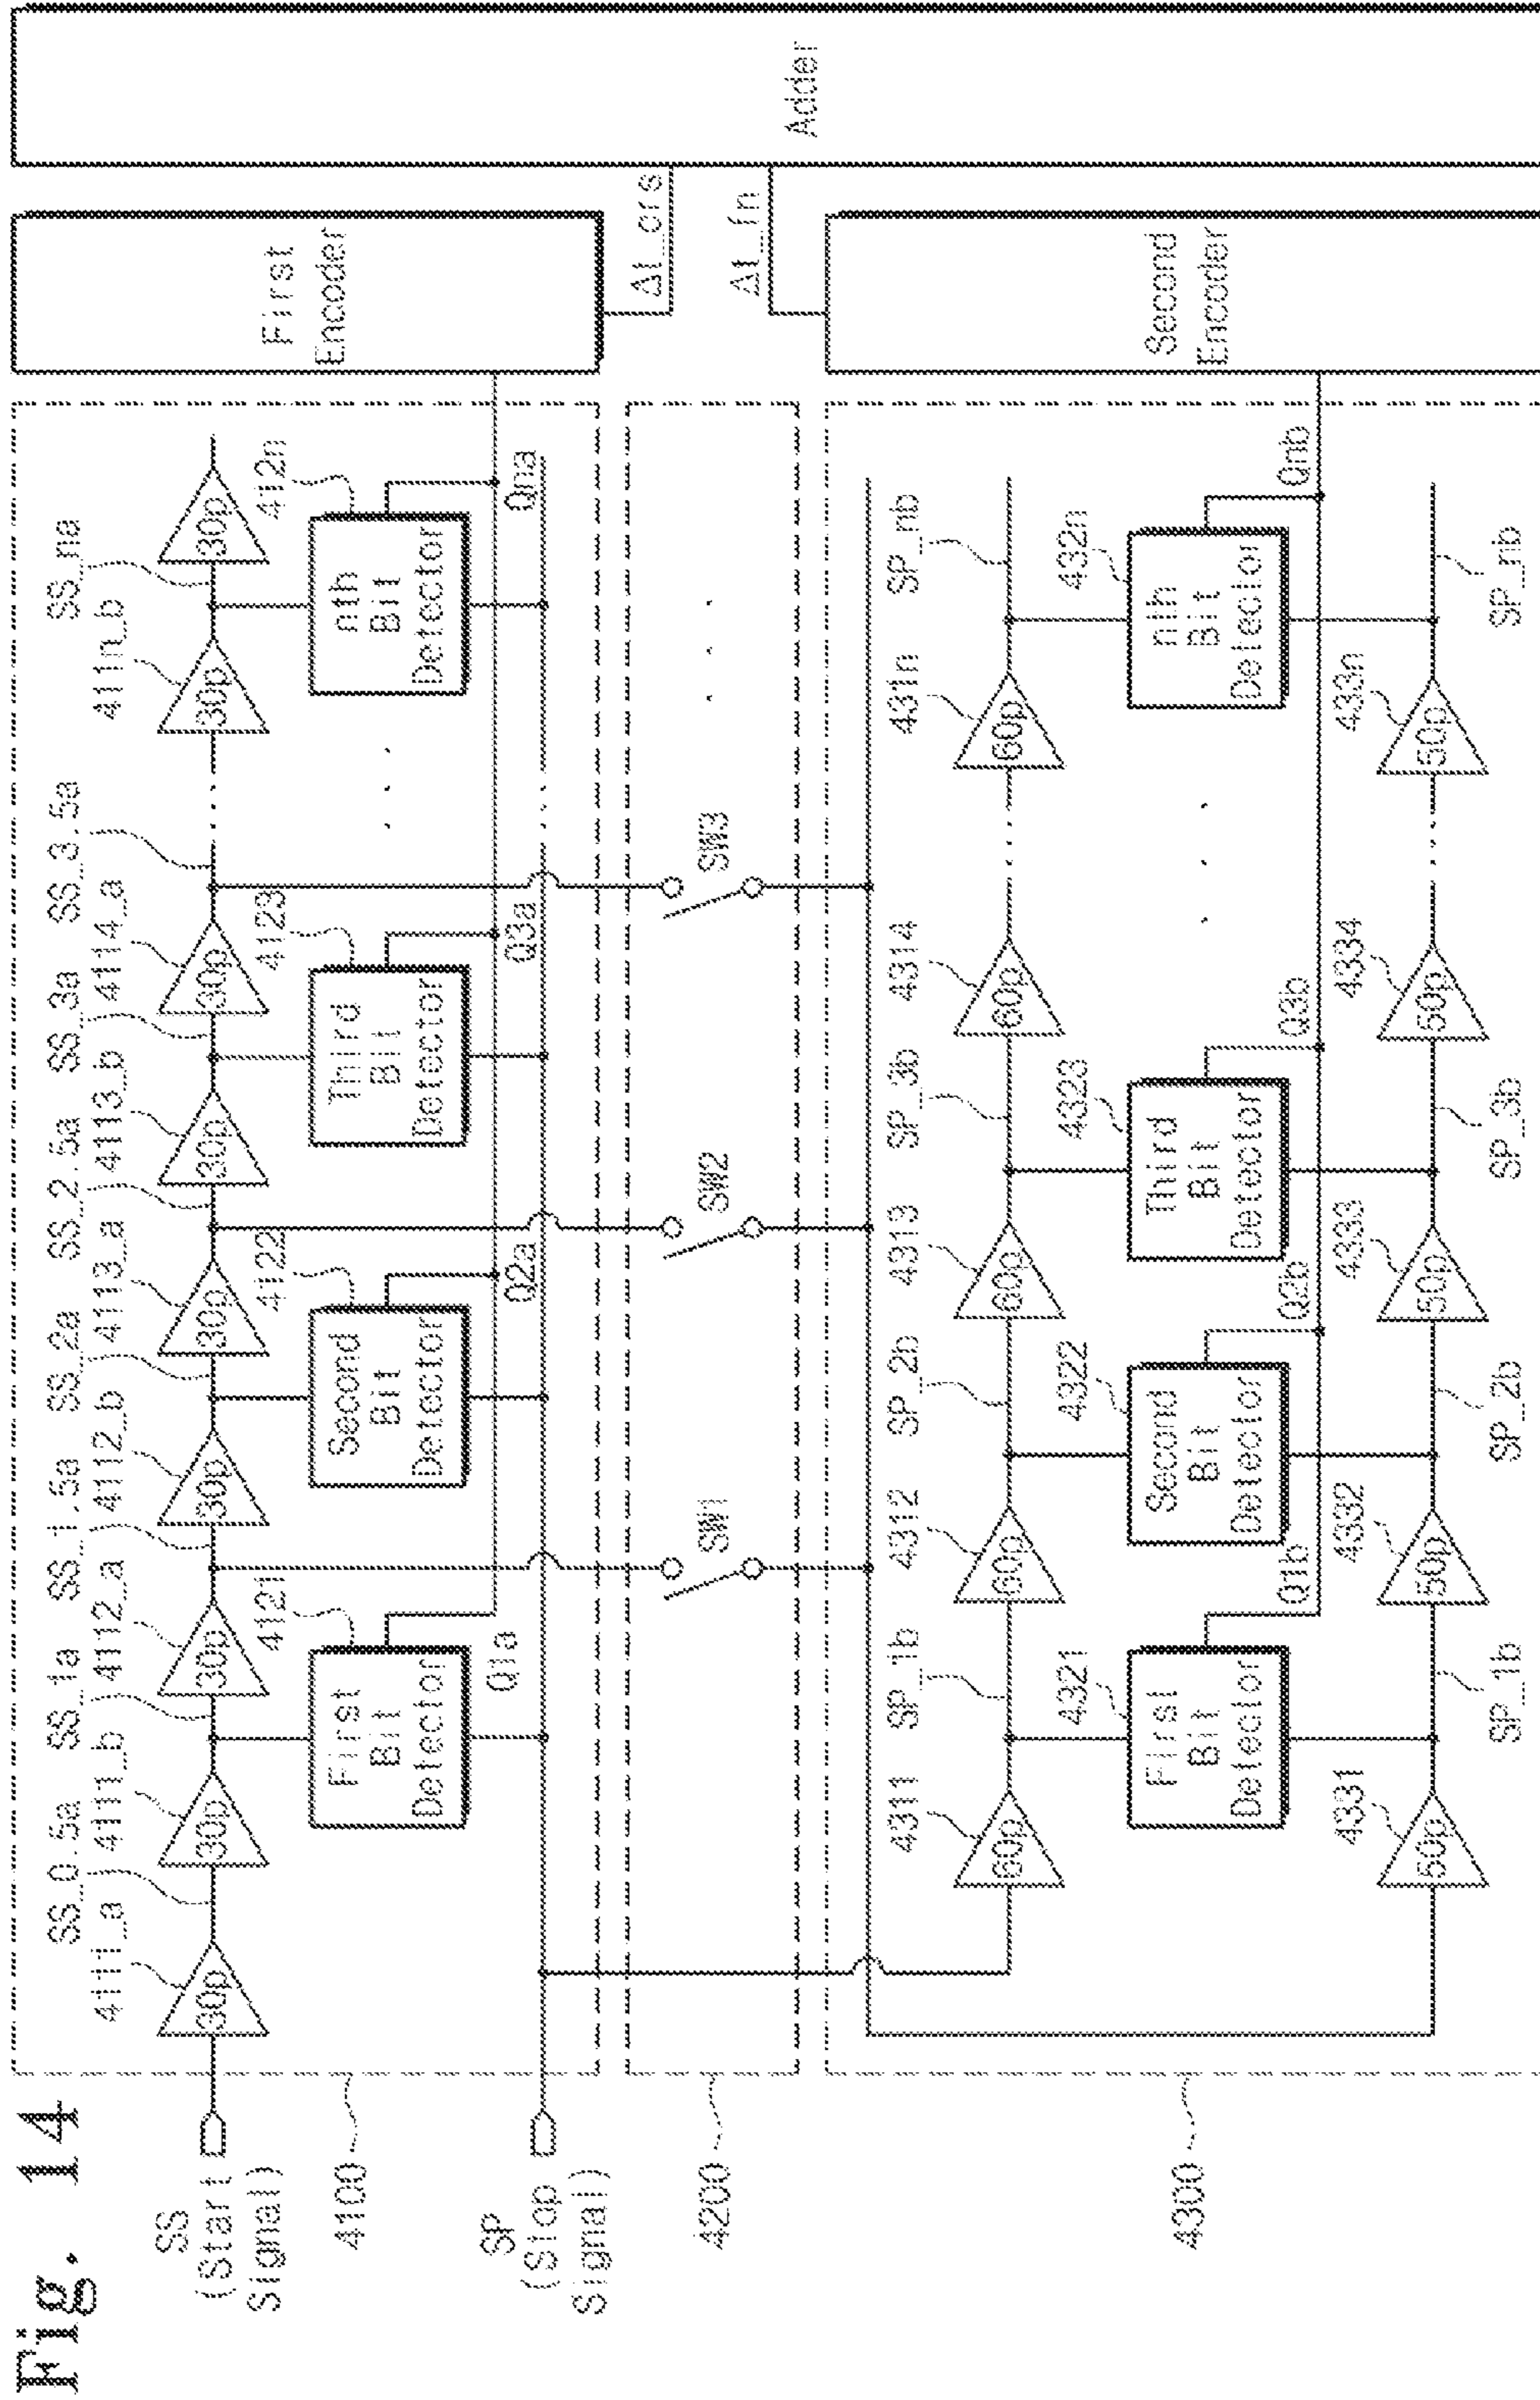 Fig. 14
SS
(Start
Signal)
4100
SP
(Stop
Signal)
4200
4300
4111_a
SS_0.5a
4111_b
SS_1a
4112_a
SS_1.5a
4112_b
SS_2a
4113_a
SS_2.5a
4113_b
SS_3a
4114_a
SS_3.5a
411n_b
SS_na
30p
30p
30p
30p
30p
30p
30p
30p
30p
4121
First
Bit
Detector
Q1a
4122
Second
Bit
Detector
Q2a
4123
Third
Bit
Detector
Q3a
412n
nth
Bit
Detector
Qna
First
Encoder
Δt_crs
SW1
SW2
SW3
Δt_fn
Adder
4311
SP_1b
4312
SP_2b
4313
SP_3b
4314
431n
SP_nb
60p
60p
60p
60p
60p
4321
First
Bit
Detector
Q1b
4322
Second
Bit
Detector
Q2b
4323
Third
Bit
Detector
Q3b
432n
nth
Bit
Detector
Qnb
Second
Encoder
4331
4332
4333
4334
433n
50p
50p
50p
50p
50p
SP_1b
SP_2b
SP_3b
SP_nb